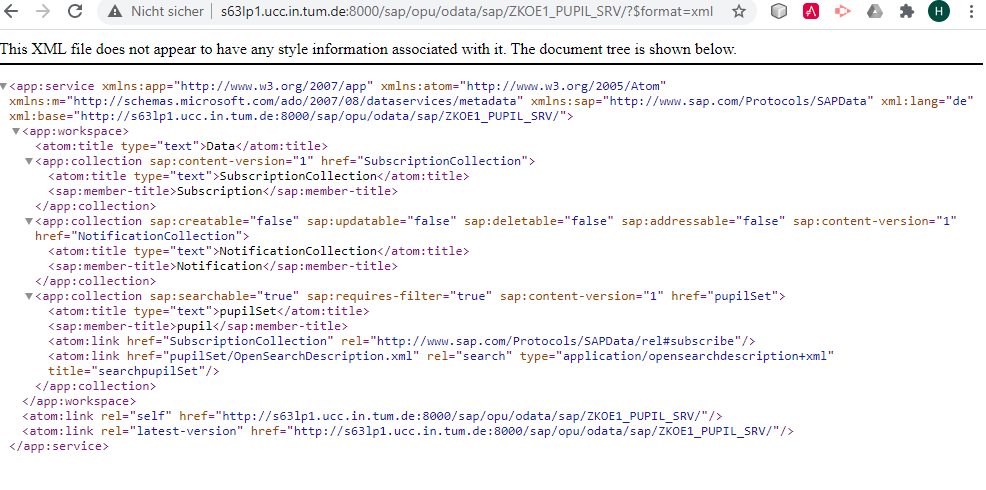 Nicht sicher | s63lp1.ucc.in.tum.de:8000/sap/opu/odata/sap/ZKOE1_PUPIL_SRV/?$format=xml
H
This XML file does not appear to have any style information associated with it. The document tree is shown below.
<app:service xmlns:app="http://www.w3.org/2007/app" xmlns:atom="http://www.w3.org/2005/Atom"
xmlns:m="http://schemas.microsoft.com/ado/2007/08/dataservices/metadata" xmlns:sap="http://www.sap.com/Protocols/SAPData" xml:lang="de"
xml:base="http://s63lp1.ucc.in.tum.de:8000/sap/opu/odata/sap/ZKOE1_PUPIL_SRV/">
<app:workspace>
<atom:title type="text">Data</atom:title>
<app:collection sap:content-version="1" href="SubscriptionCollection">
<atom:title type="text">SubscriptionCollection</atom:title>
<sap:member-title>Subscription</sap:member-title>
</app:collection>
<app:collection sap:creatable="false" sap:updatable="false" sap:deletable="false" sap:addressable="false" sap:content-version="1"
href="NotificationCollection">
<atom:title type="text">NotificationCollection</atom:title>
<sap:member-title>Notification</sap:member-title>
</app:collection>
<app:collection sap:searchable="true" sap:requires-filter="true" sap:content-version="1" href="pupilSet">
<atom:title type="text">pupilSet</atom:title>
<sap:member-title>pupil</sap:member-title>
<atom:link href="SubscriptionCollection" rel="http://www.sap.com/Protocols/SAPData/rel#subscribe"/>
<atom:link href="pupilSet/OpenSearchDescription.xml" rel="search" type="application/opensearchdescription+xml"
title="searchpupilSet"/>
</app:collection>
</app:workspace>
<atom:link rel="self" href="http://s63lp1.ucc.in.tum.de:8000/sap/opu/odata/sap/ZKOE1_PUPIL_SRV/"/>
<atom:link rel="latest-version" href="http://s63lp1.ucc.in.tum.de:8000/sap/opu/odata/sap/ZKOE1_PUPIL_SRV/"/>
</app:service>